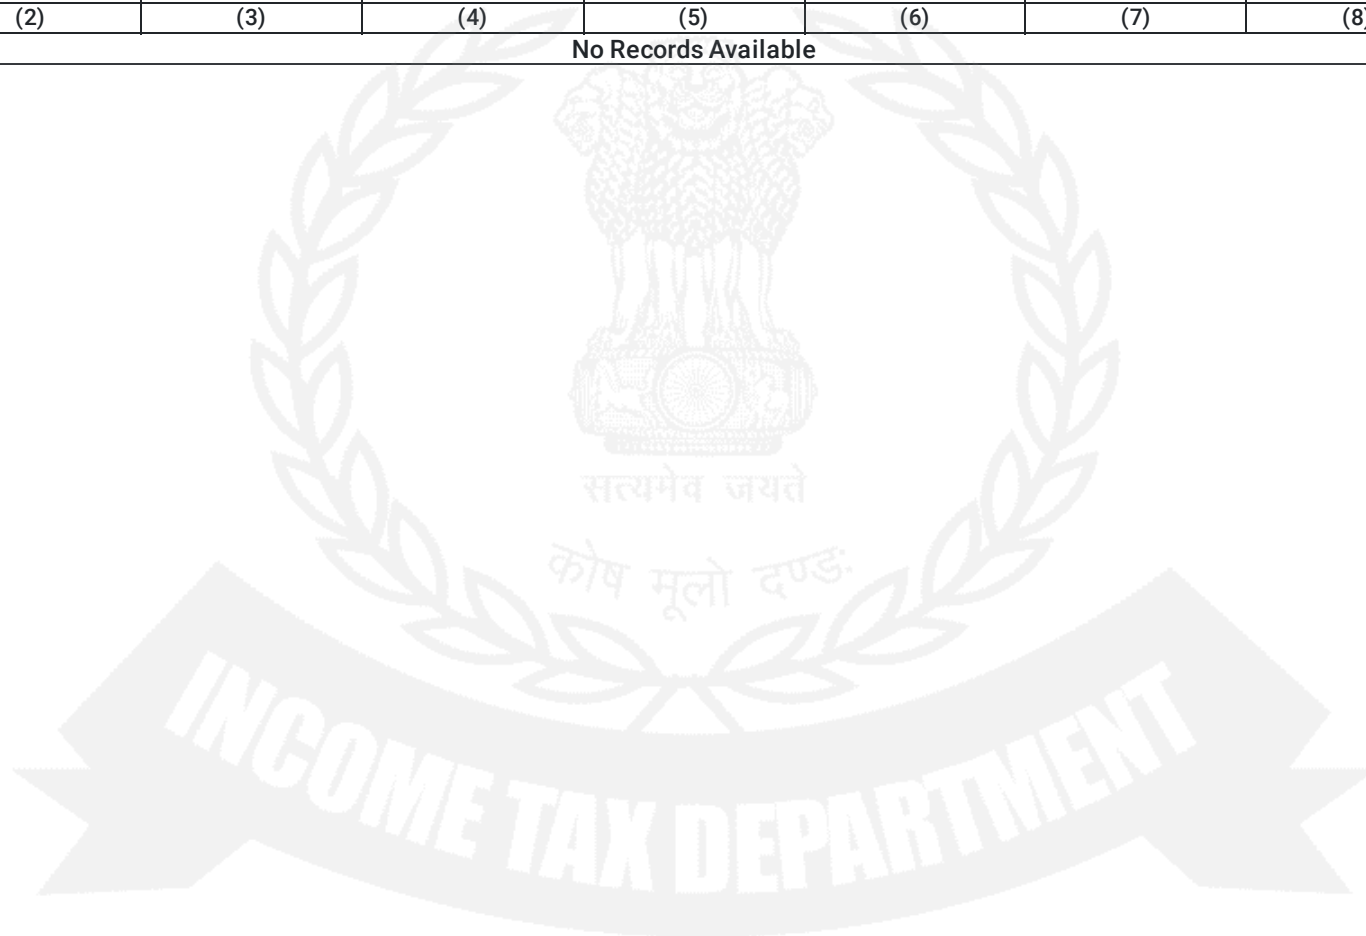 (2) (3) (4) (5) (6) (7) (8)
No Records Available
सत्यमेव जयते
कोष मूलो दण्डः
INCOME TAX DEPARTMENT